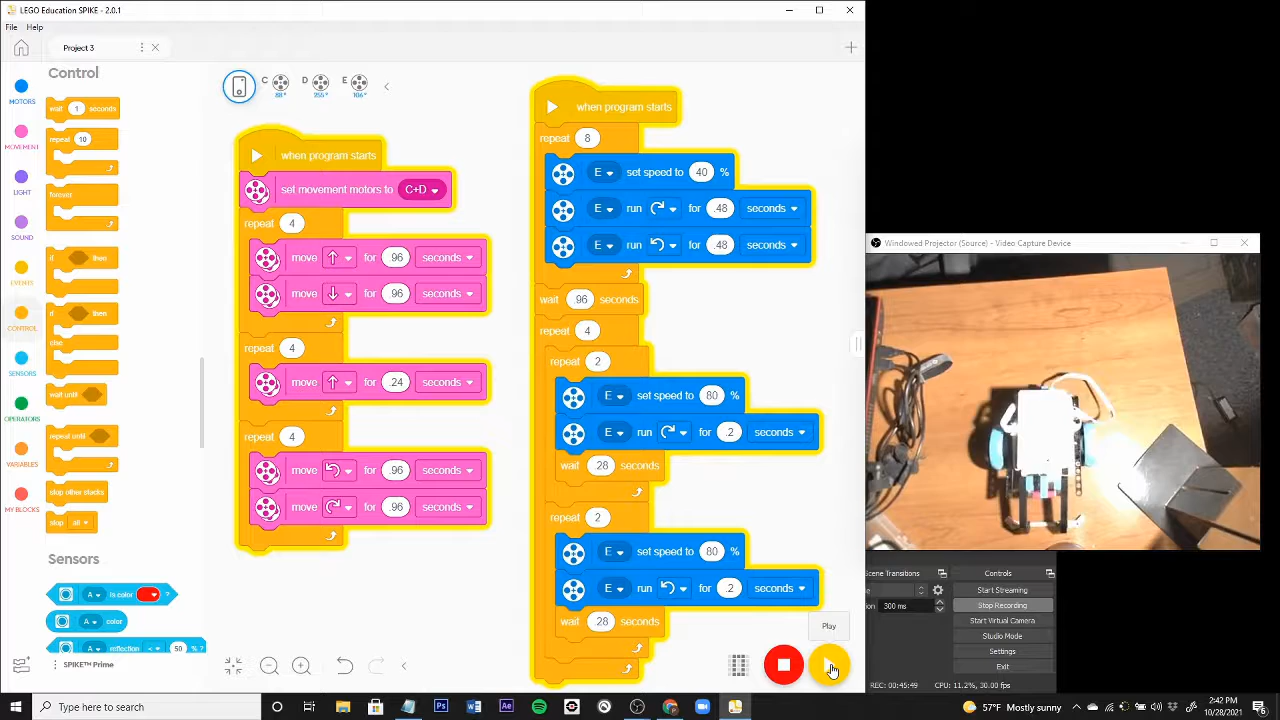 LEGO Education SPIKE - 2.0.1
File Help
Project 3
Control
C D E
88° 255° 106°
MOTORS
MOVEMENT
LIGHT
SOUND
EVENTS
CONTROL
SENSORS
OPERATORS
VARIABLES
MY BLOCKS
wait 1 seconds
repeat 10
forever
if then
if then
else
wait until
repeat until
stop other stacks
stop all
Sensors
A is color
A color
A reflection < 50 % ?
when program starts
set movement motors to C+D
repeat 4
move for .96 seconds
move for .96 seconds
repeat 4
move for .24 seconds
repeat 4
move for .96 seconds
move for .96 seconds
when program starts
repeat 8
E set speed to 40 %
E run for .48 seconds
E run for .48 seconds
wait .96 seconds
repeat 4
repeat 2
E set speed to 80 %
E run for .2 seconds
wait .28 seconds
repeat 2
E set speed to 80 %
E run for .2 seconds
wait .28 seconds
Play
SPIKE™ Prime
Windowed Projector (Source) - Video Capture Device
Scene Transitions
300 ms
Controls
Start Streaming
Stop Recording
Start Virtual Camera
Studio Mode
Settings
Exit
REC: 00:45:49 CPU: 11.2%, 30.00 fps
Type here to search
57°F Mostly sunny
2:42 PM
10/28/2021